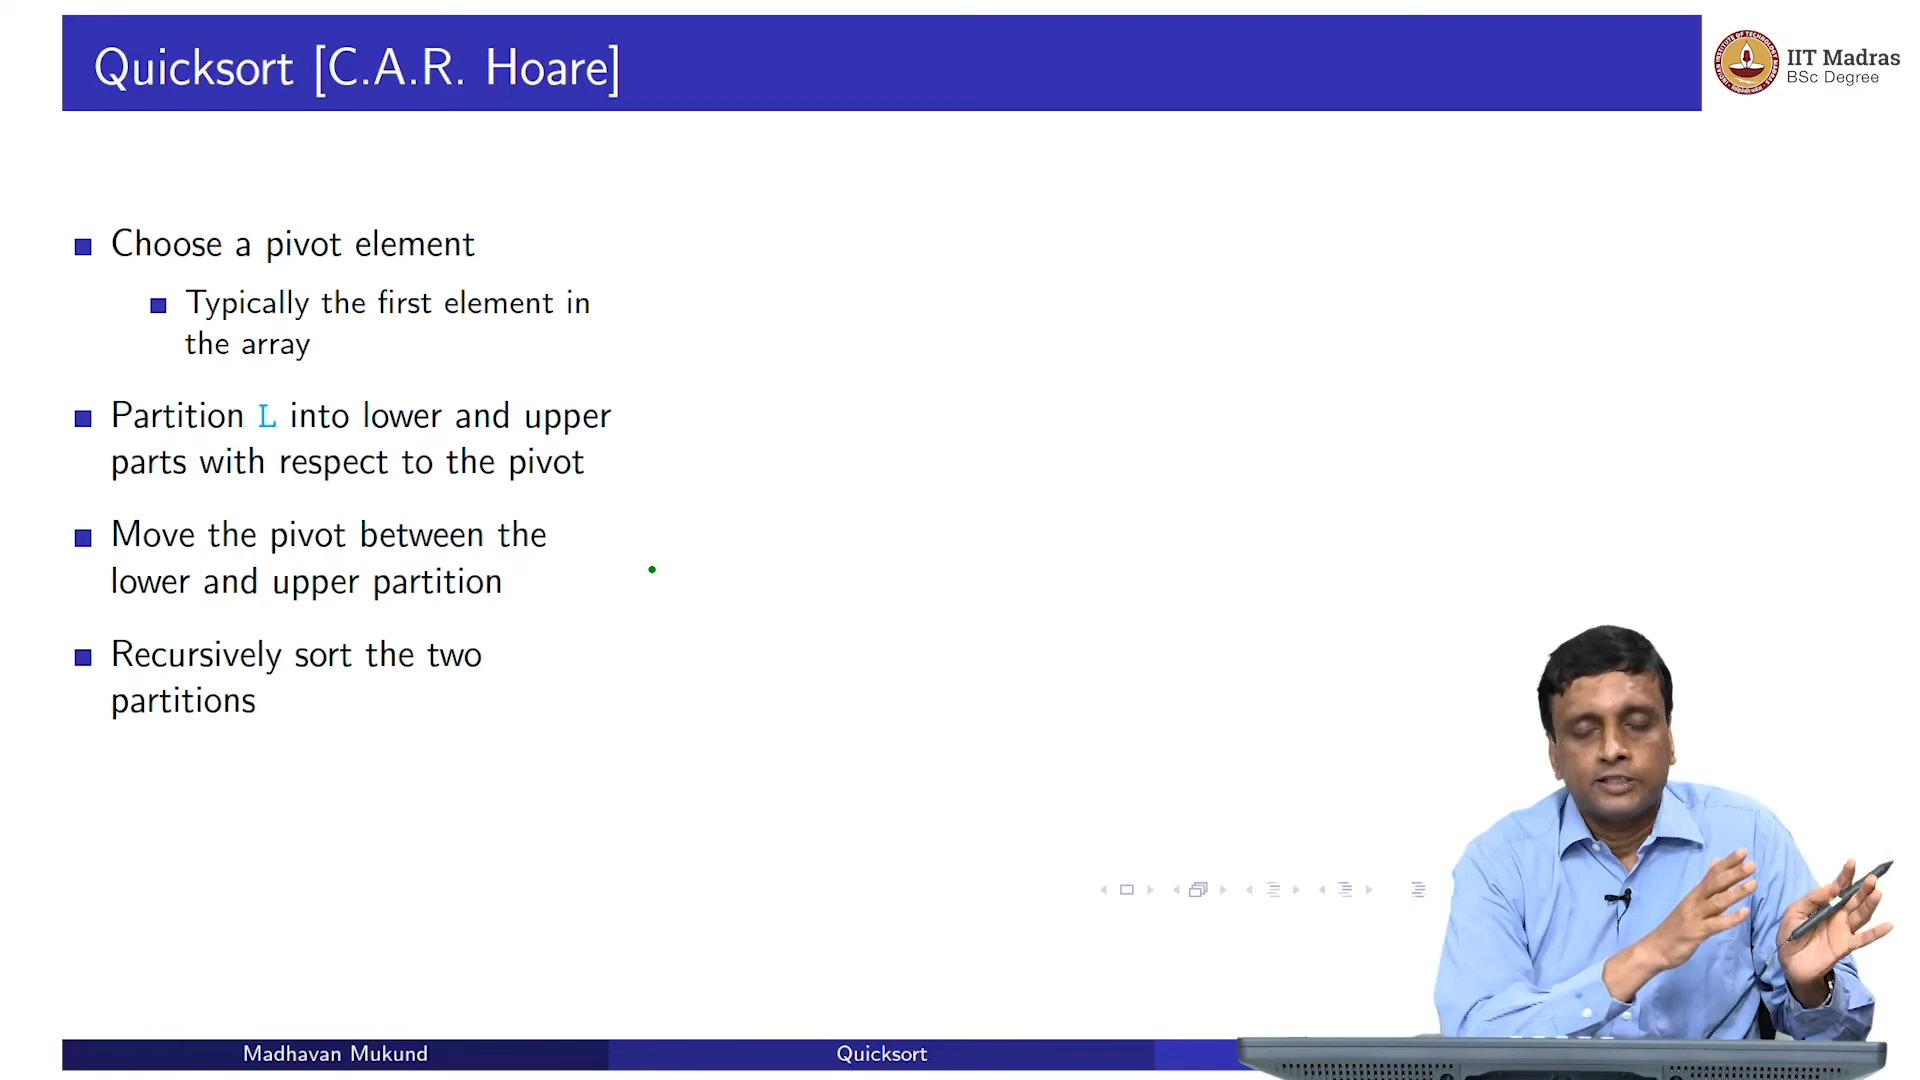 Quicksort [C.A.R. Hoare]
IIT Madras
BSc Degree
Choose a pivot element
Typically the first element in
the array
Partition L into lower and upper
parts with respect to the pivot
Move the pivot between the
lower and upper partition
Recursively sort the two
partitions
Madhavan Mukund
Quicksort